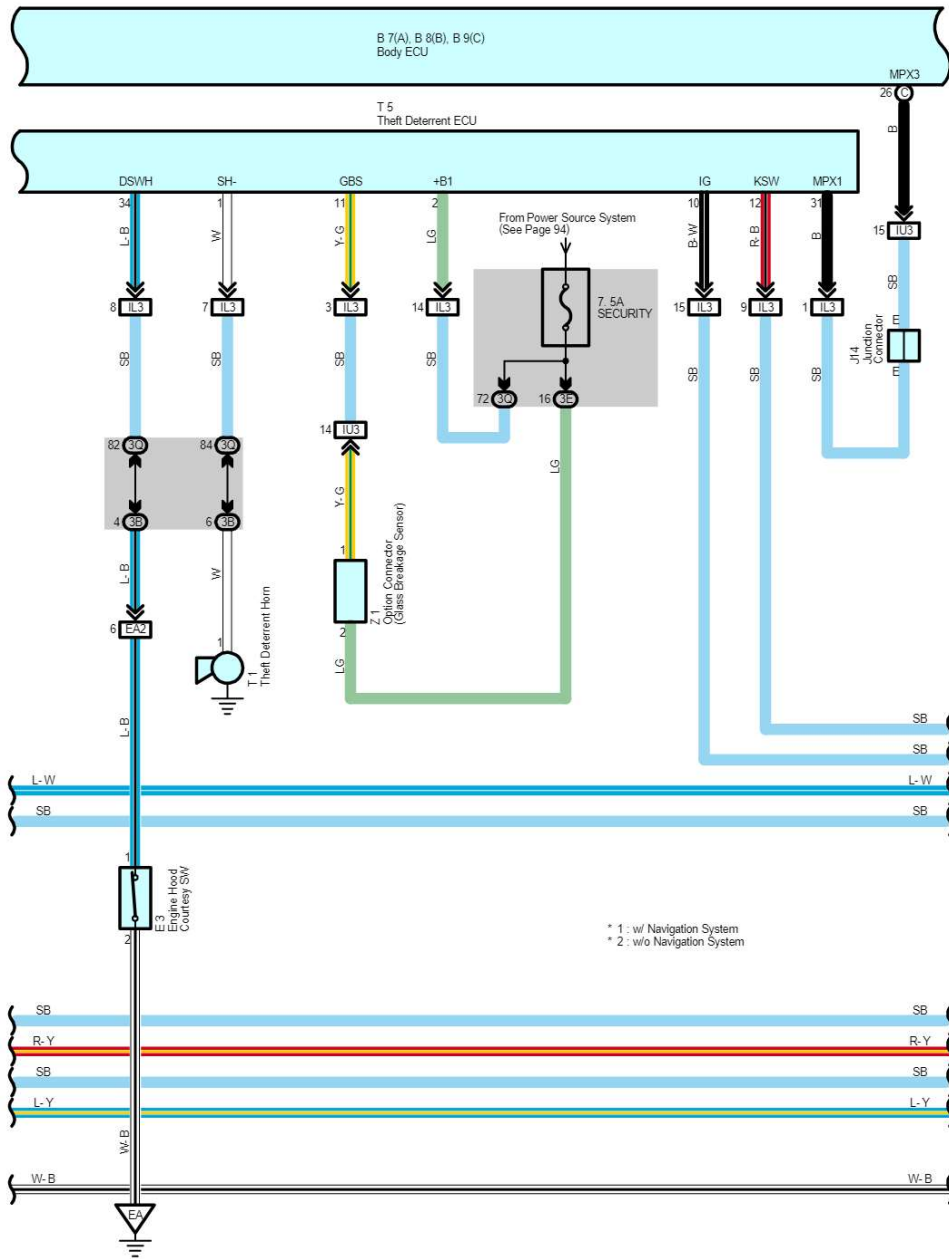 B 7(A), B 8(B), B 9(C)
Body ECU
MPX3
26 C
T 5
Theft Deterrent ECU
B
DSWH SH- GBS +B1 IG KSW MPX1
34 1 11 2 10 12 31
From Power Source System
(See Page 94)
L- B W Y- G LG B- W R- B B
15 IU3
7. 5A
SECURITY
8 IL3 7 IL3 3 IL3 14 IL3 15 IL3 9 IL3 1 IL3
SB
E
J14
Junction
Connector
E
SB SB SB SB SB SB SB
72 3Q 16 3E
14 IU3
82 3Q 84 3Q
LG
Y- G
4 3B 6 3B
1
Z 1
Option Connector
(Glass Breakage Sensor)
2
L- B W
6 EA2
1
T 1
Theft Deterrent Horn
LG
L- B
SB
SB
L- W L- W
SB SB
1
E 3
Engine Hood
Courtesy SW
2
* 1 : w/ Navigation System
* 2 : w/o Navigation System
SB SB
R- Y R- Y
SB SB
L- Y L- Y
W- B
W- B W- B
EA